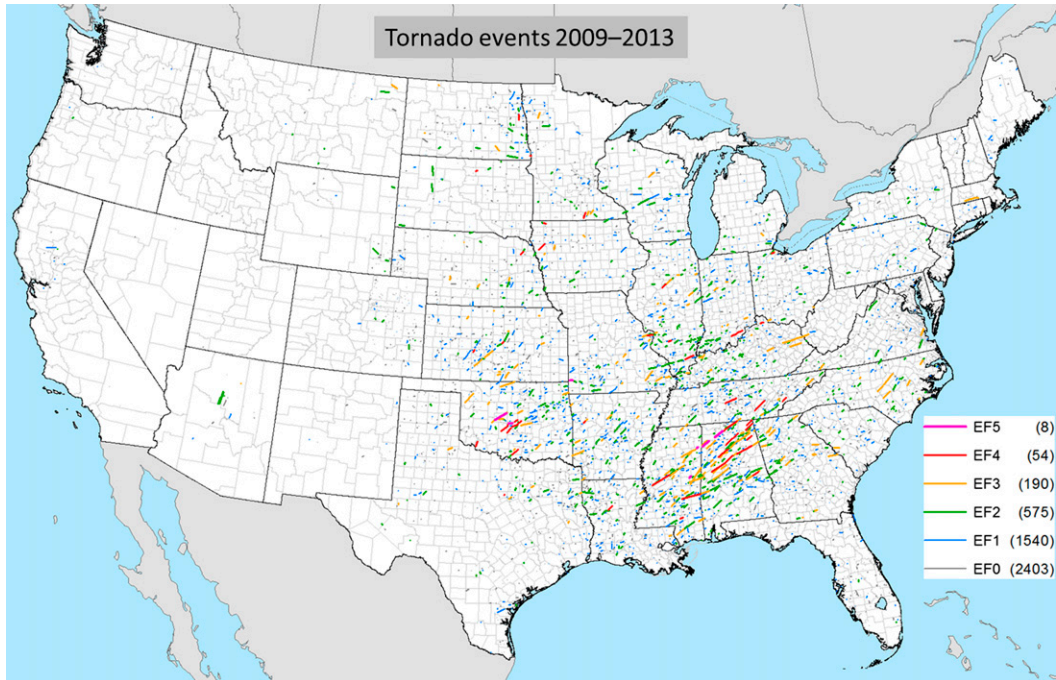 Tornado events 2009–2013
EF5 (8)
EF4 (54)
EF3 (190)
EF2 (575)
EF1 (1540)
EF0 (2403)